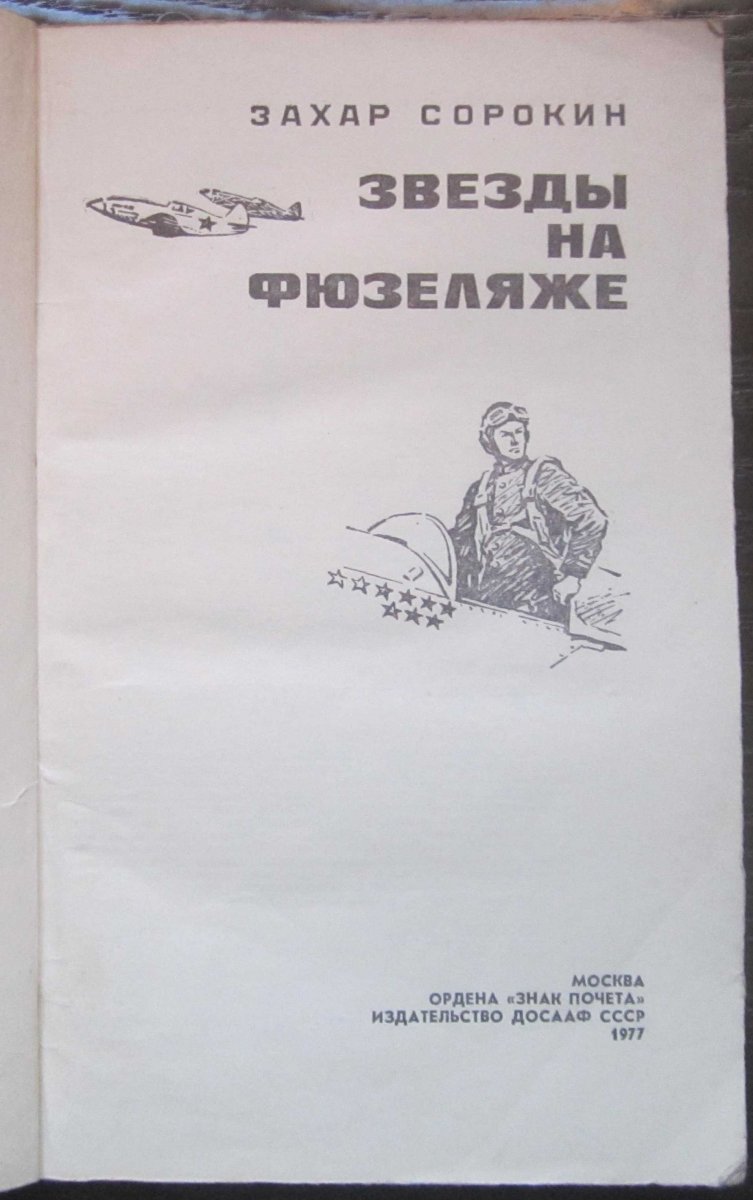 ЗАХАР СОРОКИН
ЗВЕЗДЫ
НА
ФЮЗЕЛЯЖЕ
МОСКВА
ОРДЕНА «ЗНАК ПОЧЕТА»
ИЗДАТЕЛЬСТВО ДОСААФ СССР
1977